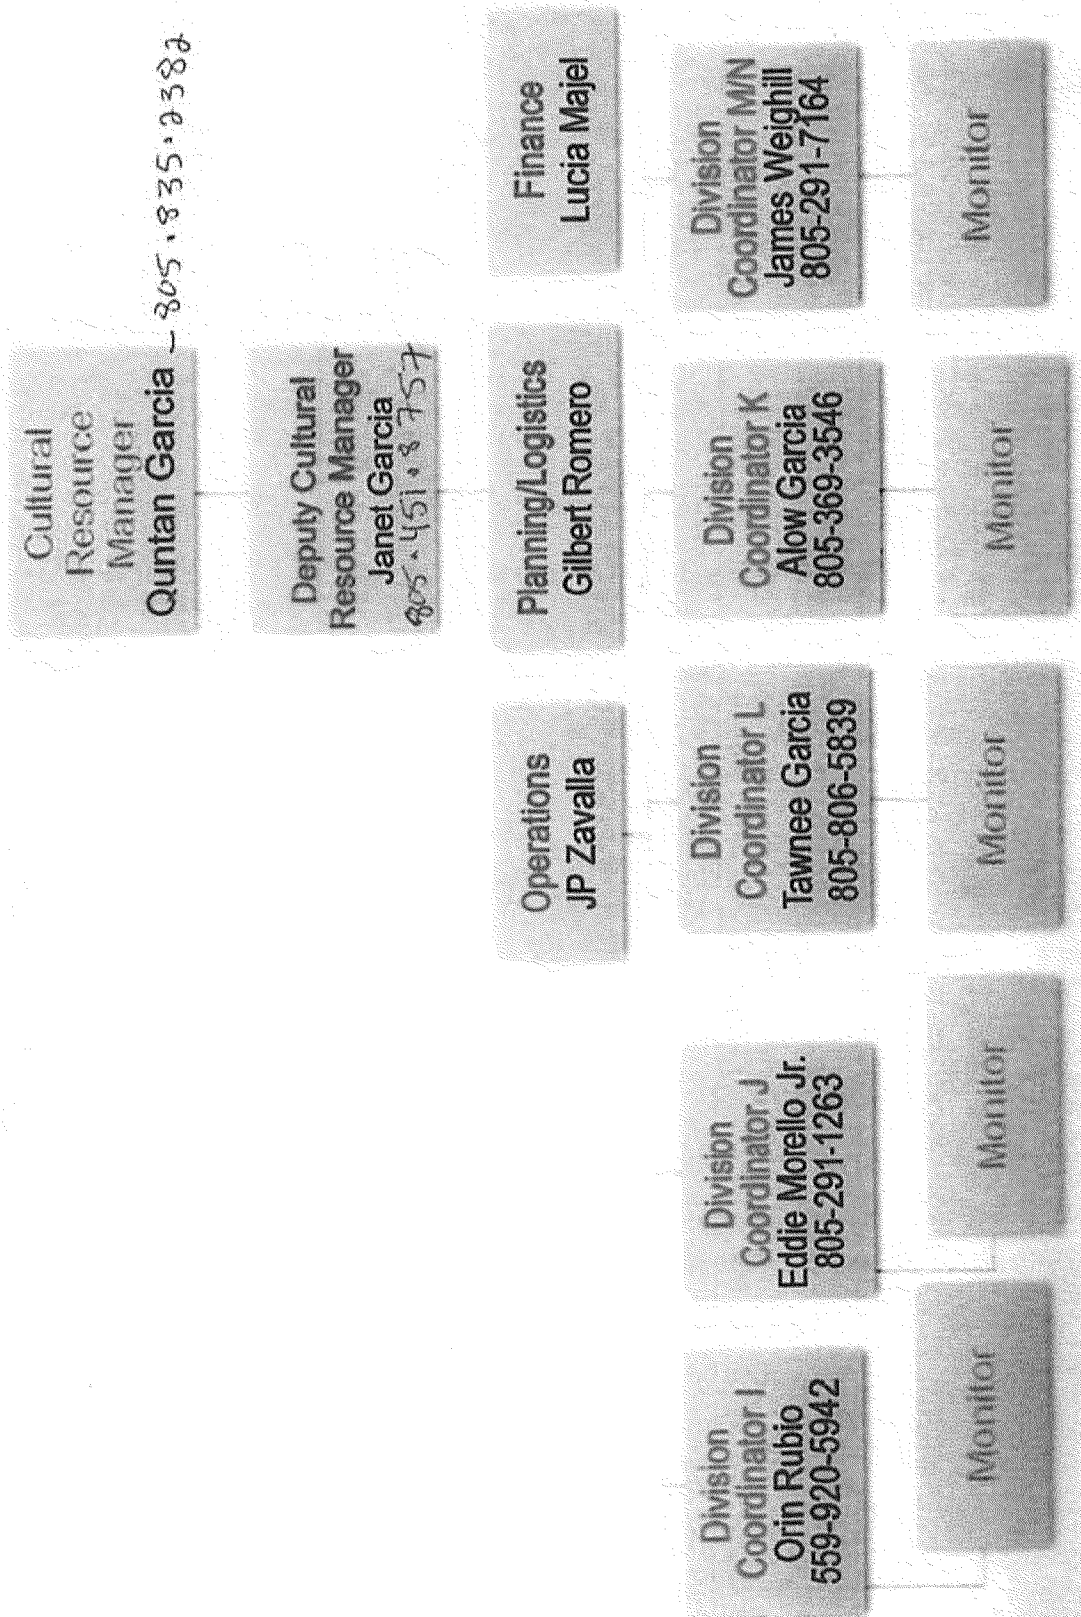 Cultural
Resource
Manager
Quntan Garcia – 805.835.2382
Deputy Cultural
Resource Manager
Janet Garcia
805.451.8757
Operations
JP Zavalla
Planning/Logistics
Gilbert Romero
Finance
Lucia Majel
Division
Coordinator I
Orin Rubio
559-920-5942
Division
Coordinator J
Eddie Morello Jr.
805-291-1263
Division
Coordinator L
Tawnee Garcia
805-806-5839
Division
Coordinator K
Alow Garcia
805-369-3546
Division
Coordinator M/N
James Weighill
805-291-7164
Monitor
Monitor
Monitor
Monitor
Monitor